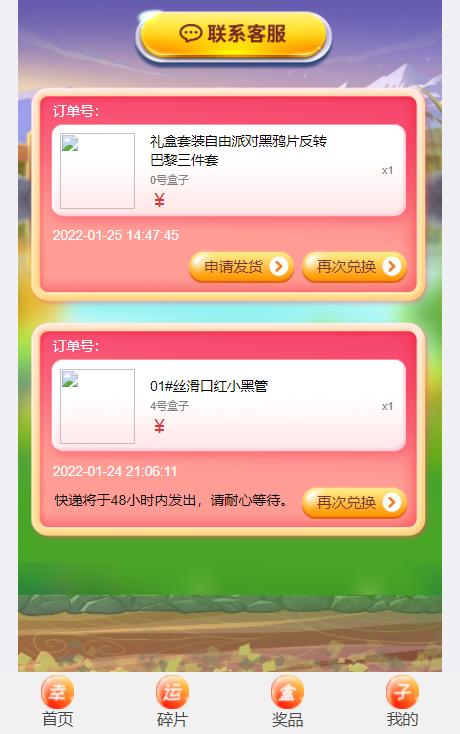 联系客服
订单号:
礼盒套装自由派对黑鸦片反转
巴黎三件套
0号盒子
x1
¥
2022-01-25 14:47:45
申请发货
再次兑换
订单号:
01#丝滑口红小黑管
4号盒子
x1
¥
2022-01-24 21:06:11
快递将于48小时内发出，请耐心等待。
再次兑换
幸 运 盒 子
首页 碎片 奖品 我的